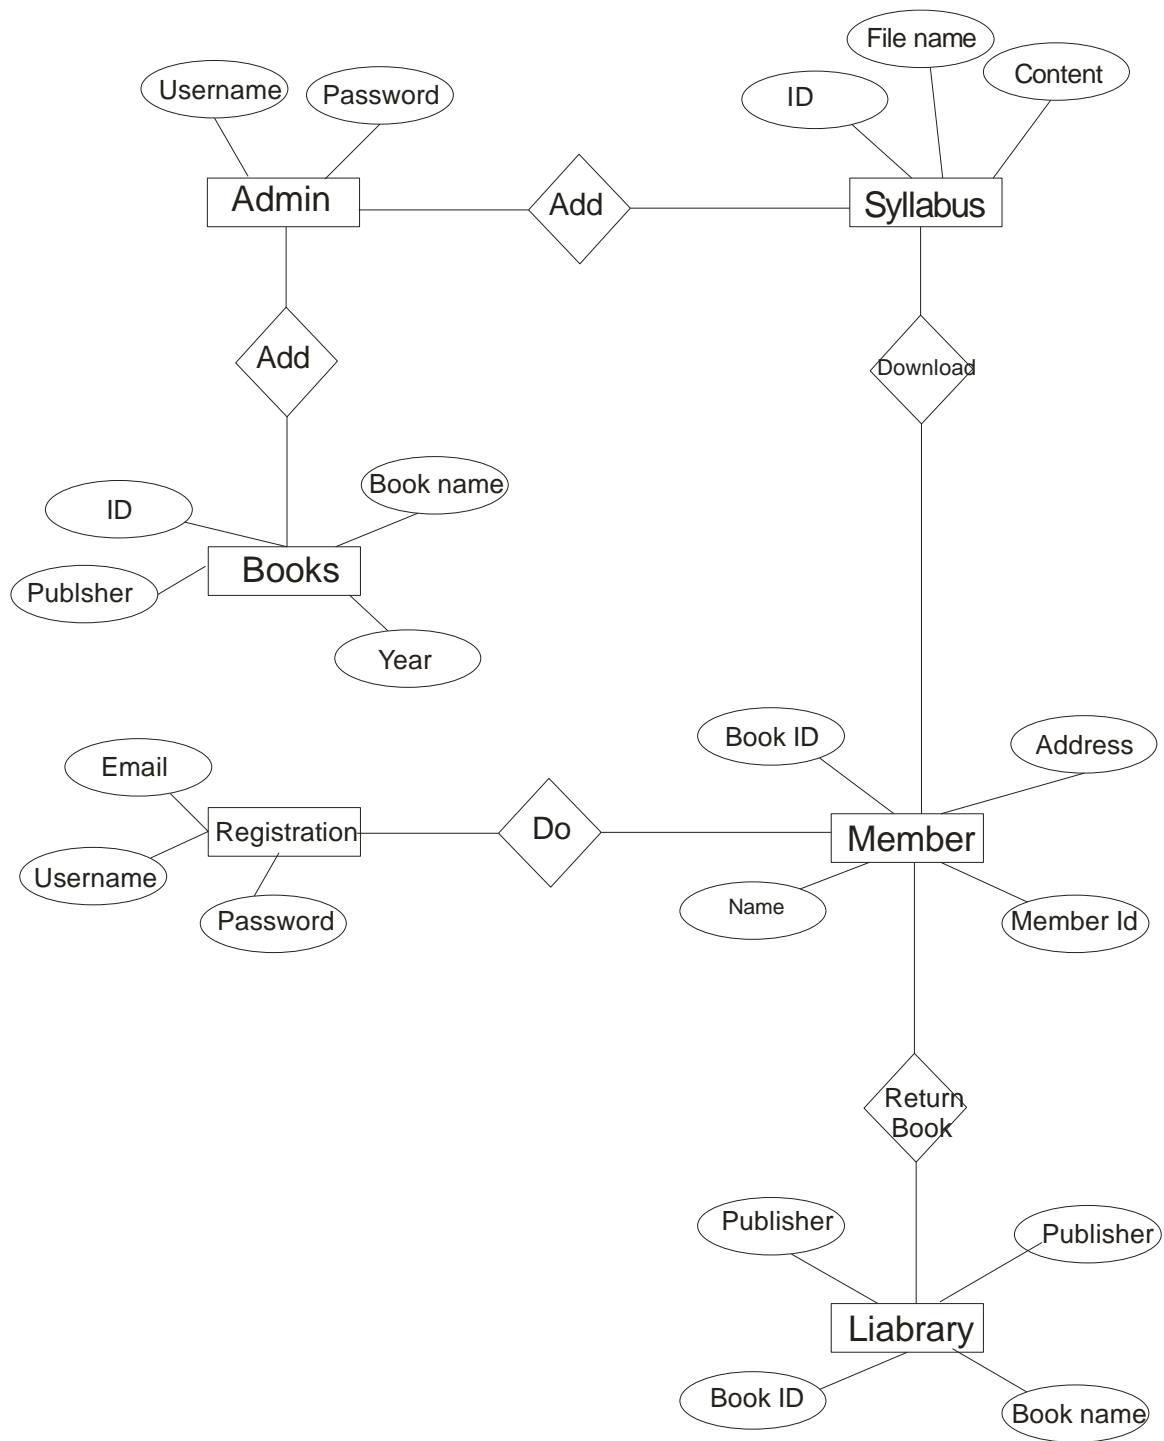 File name
Content
Username
Password
ID
Admin
Add
Syllabus
Add
Download
Book name
ID
Books
Publsher
Year
Book ID
Address
Email
Registration
Do
Member
Username
Password
Name
Member Id
Return
Book
Publisher
Publisher
Liabrary
Book ID
Book name